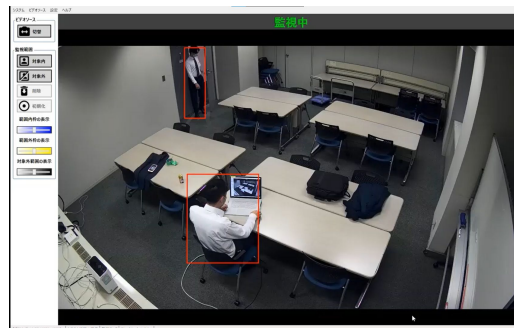 システム ビデオソース 設定 ヘルプ
ビデオソース
切替
監視中
監視範囲
対象内
対象外
削除
初期化
範囲内枠の表示
範囲外枠の表示
対象外範囲の表示